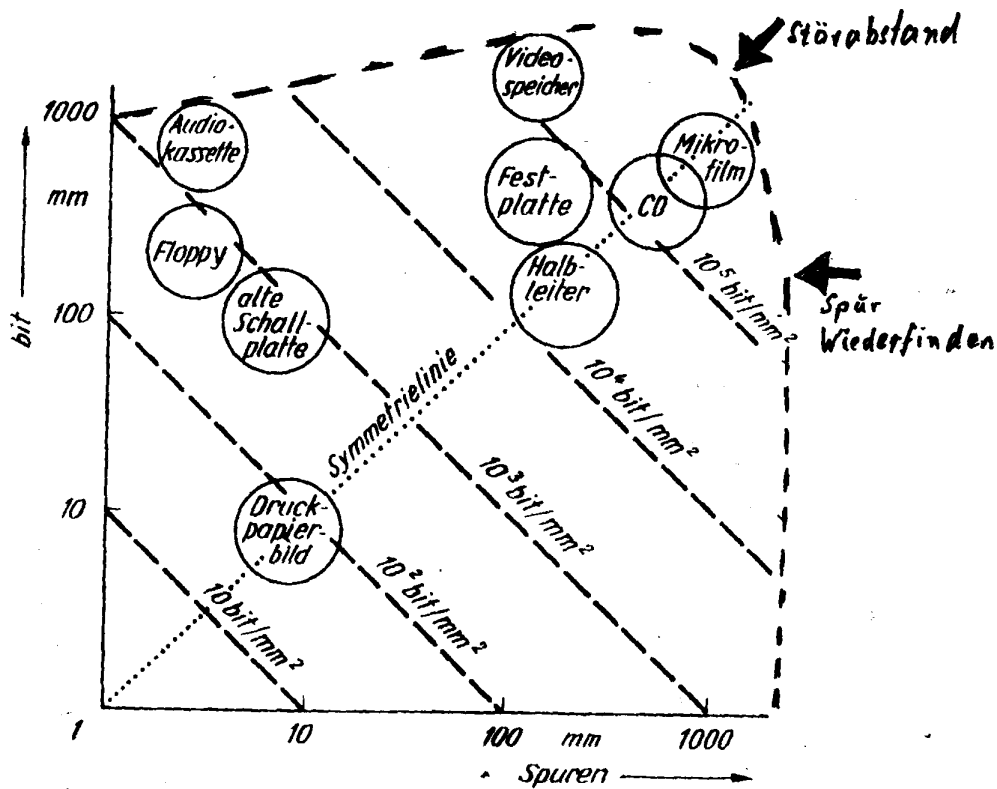 Störabstand
Video-
speicher
1000
Audio-
kassette
Mikro-
film
mm
Fest-
platte
CD
Floppy
Halb-
leiter
10⁵ bit/mm²
alte
Schall-
platte
100
bit
Spur
Wiederfinden
Symmetrielinie
10⁴ bit/mm²
10³ bit/mm²
10
Druck-
papier-
bild
10² bit/mm²
10 bit/mm²
1
10
100
mm
1000
Spuren